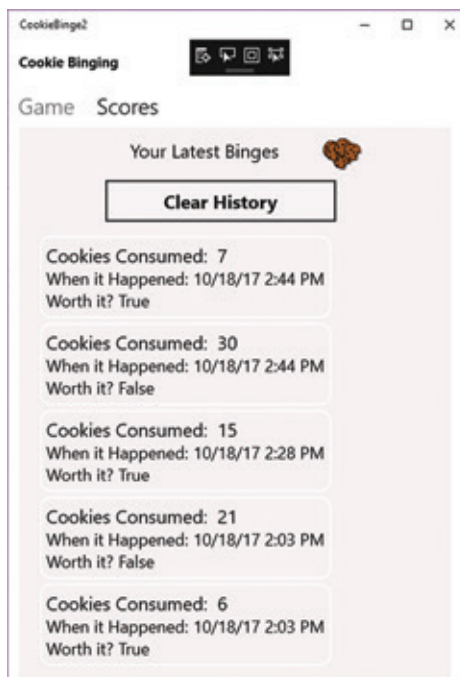 CookieBinge2
Cookie Binging
Game Scores
Your Latest Binges
Clear History
Cookies Consumed: 7
When it Happened: 10/18/17 2:44 PM
Worth it? True
Cookies Consumed: 30
When it Happened: 10/18/17 2:44 PM
Worth it? False
Cookies Consumed: 15
When it Happened: 10/18/17 2:28 PM
Worth it? True
Cookies Consumed: 21
When it Happened: 10/18/17 2:03 PM
Worth it? False
Cookies Consumed: 6
When it Happened: 10/18/17 2:03 PM
Worth it? True